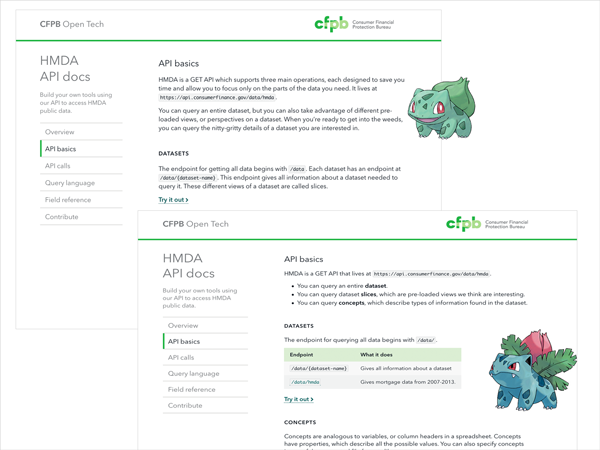 CFPB Open Tech
cfpb Consumer Financial
Protection Bureau
HMDA
API docs
Build your own tools using
our API to access HMDA
public data.
Overview
API basics
API calls
Query language
Field reference
Contribute
API basics
HMDA is a GET API which supports three main operations, each designed to save you
time and allow you to focus only on the parts of the data you need. It lives at
https://api.consumerfinance.gov/data/hmda.
You can query an entire dataset, but you can also take advantage of different pre-
loaded views, or perspectives on a dataset. When you're ready to get into the weeds,
you can query the nitty-gritty details of a dataset you are interested in.
DATASETS
The endpoint for getting all data begins with /data. Each dataset has an endpoint at
/data/{dataset-name}. This endpoint gives all information about a dataset needed to
query it. These different views of a dataset are called slices.
Try it out ›
CFPB Open Tech
cfpb Consumer Financial
Protection Bureau
HMDA
API docs
Build your own tools using
our API to access HMDA
public data.
Overview
API basics
API calls
Query language
Field reference
Contribute
API basics
HMDA is a GET API that lives at https://api.consumerfinance.gov/data/hmda.
• You can query an entire dataset.
• You can query dataset slices, which are pre-loaded views we think are interesting.
• You can query concepts, which describe types of information found in the dataset.
DATASETS
The endpoint for querying all data begins with /data/.
Endpoint What it does
/data/{dataset-name} Gives all information about a dataset
/data/hmda Gives mortgage data from 2007-2013.
Try it out ›
CONCEPTS
Concepts are analogous to variables, or column headers in a spreadsheet. Concepts
have properties, which describe all the possible values. You can also specify concepts